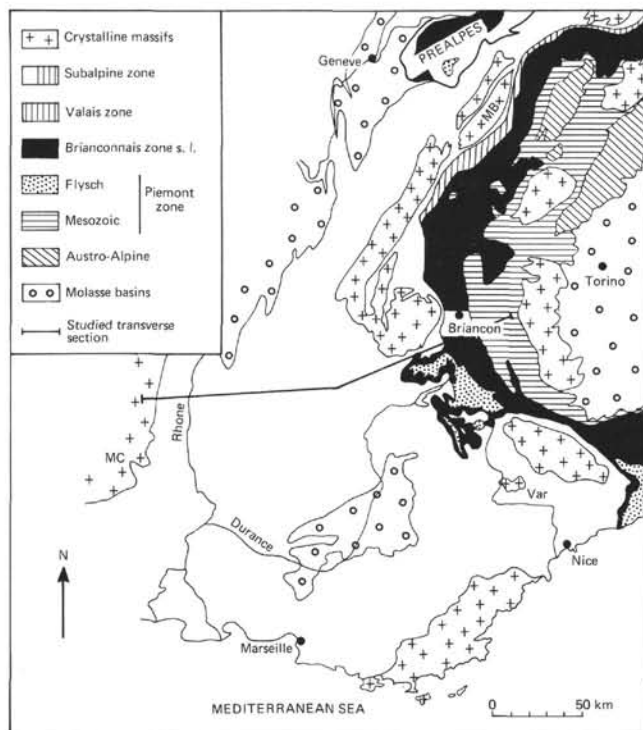 Crystalline massifs
Subalpine zone
Valais zone
Brianconnais zone s. l.
Flysch
Mesozoic
Piemont
zone
Austro-Alpine
Molasse basins
Studied transverse
section
Geneve
PREALPES
MB
Torino
Briancon
Rhone
MC
Var
Durance
N
Nice
Marseille
MEDITERRANEAN SEA
0 50 km